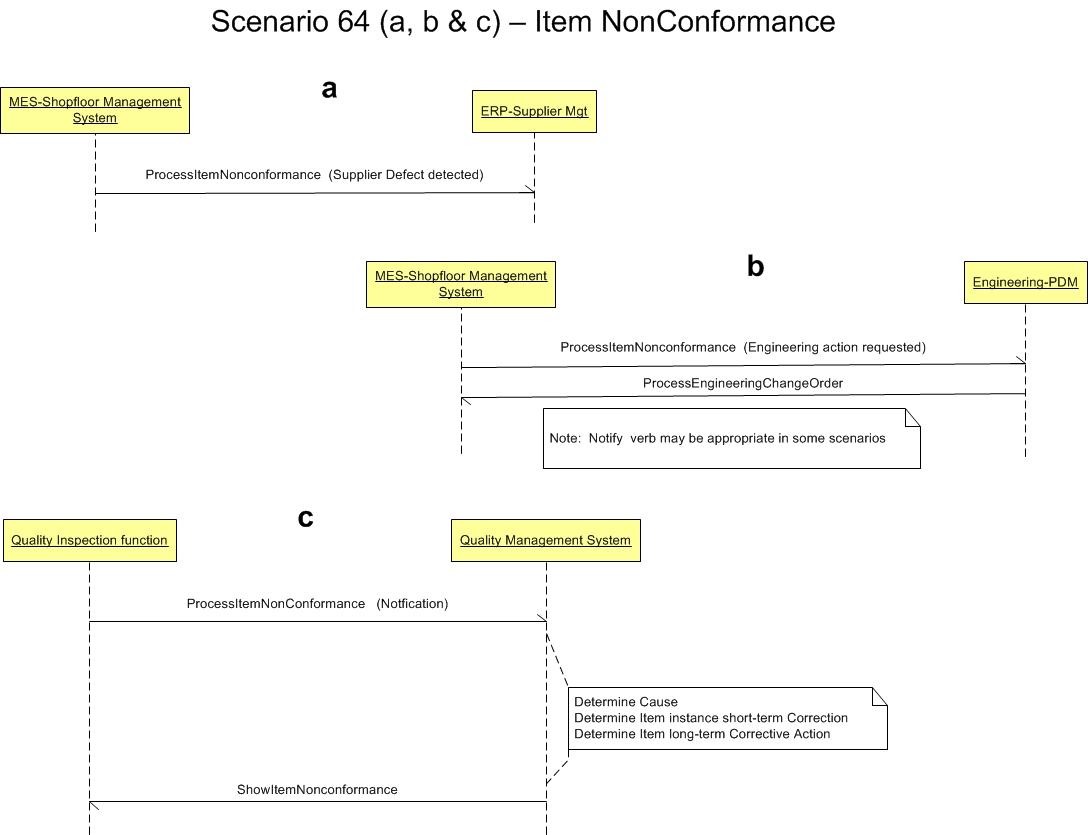 Scenario 64 (a, b & c) – Item NonConformance
a
MES-Shopfloor Management
System
ERP-Supplier Mgt
ProcessItemNonconformance (Supplier Defect detected)
b
MES-Shopfloor Management
System
Engineering-PDM
ProcessItemNonconformance (Engineering action requested)
ProcessEngineeringChangeOrder
Note: Notify verb may be appropriate in some scenarios
c
Quality Inspection function
Quality Management System
ProcessItemNonConformance (Notfication)
Determine Cause
Determine Item instance short-term Correction
Determine Item long-term Corrective Action
ShowItemNonconformance